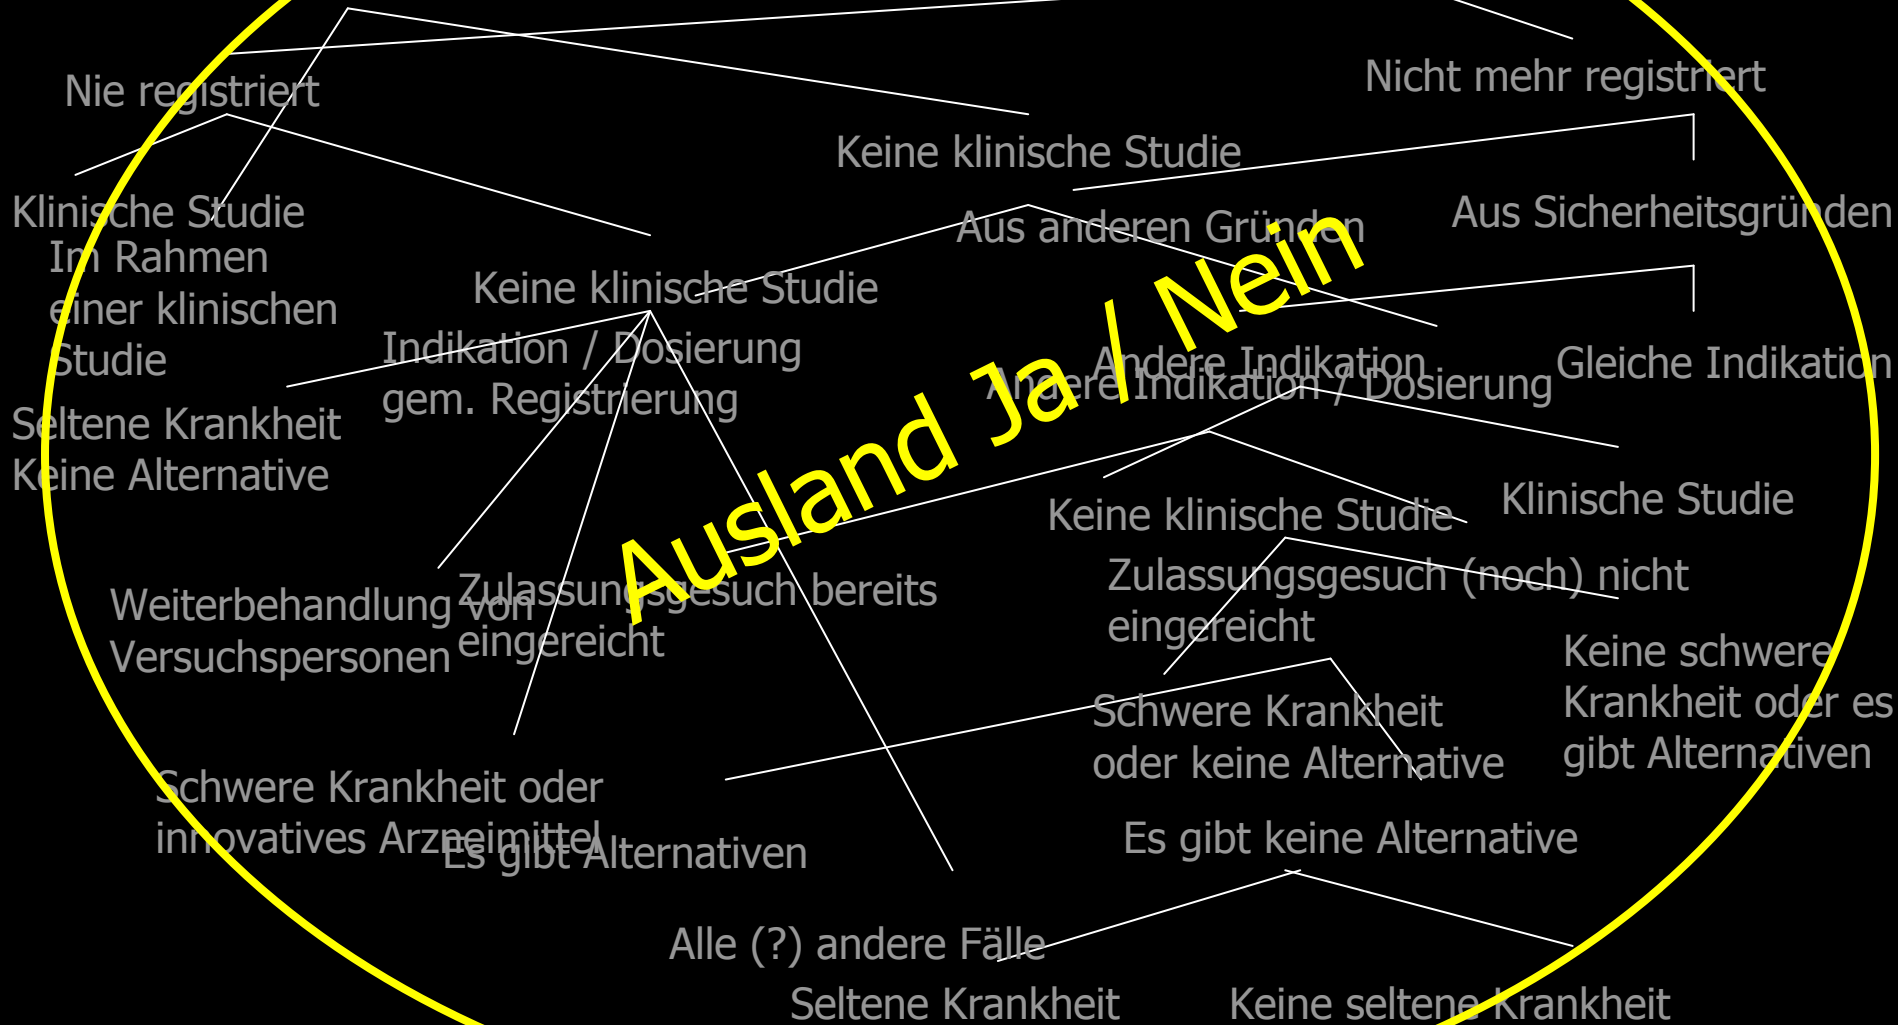 Nie registriert
Nicht mehr registriert
Keine klinische Studie
Klinische Studie
Aus anderen Gründen
Aus Sicherheitsgründen
Im Rahmen
einer klinischen
Studie
Keine klinische Studie
Indikation / Dosierung
gem. Registrierung
Andere Indikation
Gleiche Indikation
Andere Indikation / Dosierung
Ausland Ja / Nein
Seltene Krankheit
Keine Alternative
Keine klinische Studie
Klinische Studie
Weiterbehandlung von
Versuchspersonen
Zulassungsgesuch bereits
eingereicht
Zulassungsgesuch (noch) nicht
eingereicht
Keine schwere
Krankheit oder es
gibt Alternativen
Schwere Krankheit
oder keine Alternative
Schwere Krankheit oder
innovatives Arzneimittel
Es gibt Alternativen
Es gibt keine Alternative
Alle (?) andere Fälle
Seltene Krankheit
Keine seltene Krankheit